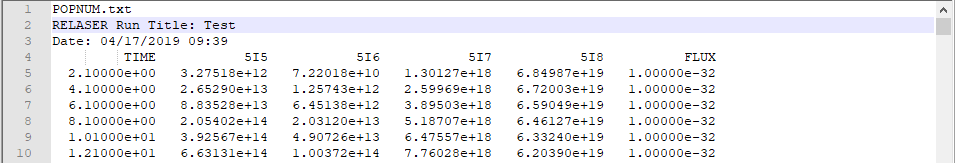 1 POPNUM.txt
2 RELASER Run Title: Test
3 Date: 04/17/2019 09:39
4 TIME 5I5 5I6 5I7 5I8 FLUX
5 2.10000e+00 3.27518e+12 7.22018e+10 1.30127e+18 6.84987e+19 1.00000e-32
6 4.10000e+00 2.65290e+13 1.25743e+12 2.59969e+18 6.72003e+19 1.00000e-32
7 6.10000e+00 8.83528e+13 6.45138e+12 3.89503e+18 6.59049e+19 1.00000e-32
8 8.10000e+00 2.05402e+14 2.03120e+13 5.18707e+18 6.46127e+19 1.00000e-32
9 1.01000e+01 3.92567e+14 4.90726e+13 6.47557e+18 6.33240e+19 1.00000e-32
10 1.21000e+01 6.63131e+14 1.00372e+14 7.76028e+18 6.20390e+19 1.00000e-32